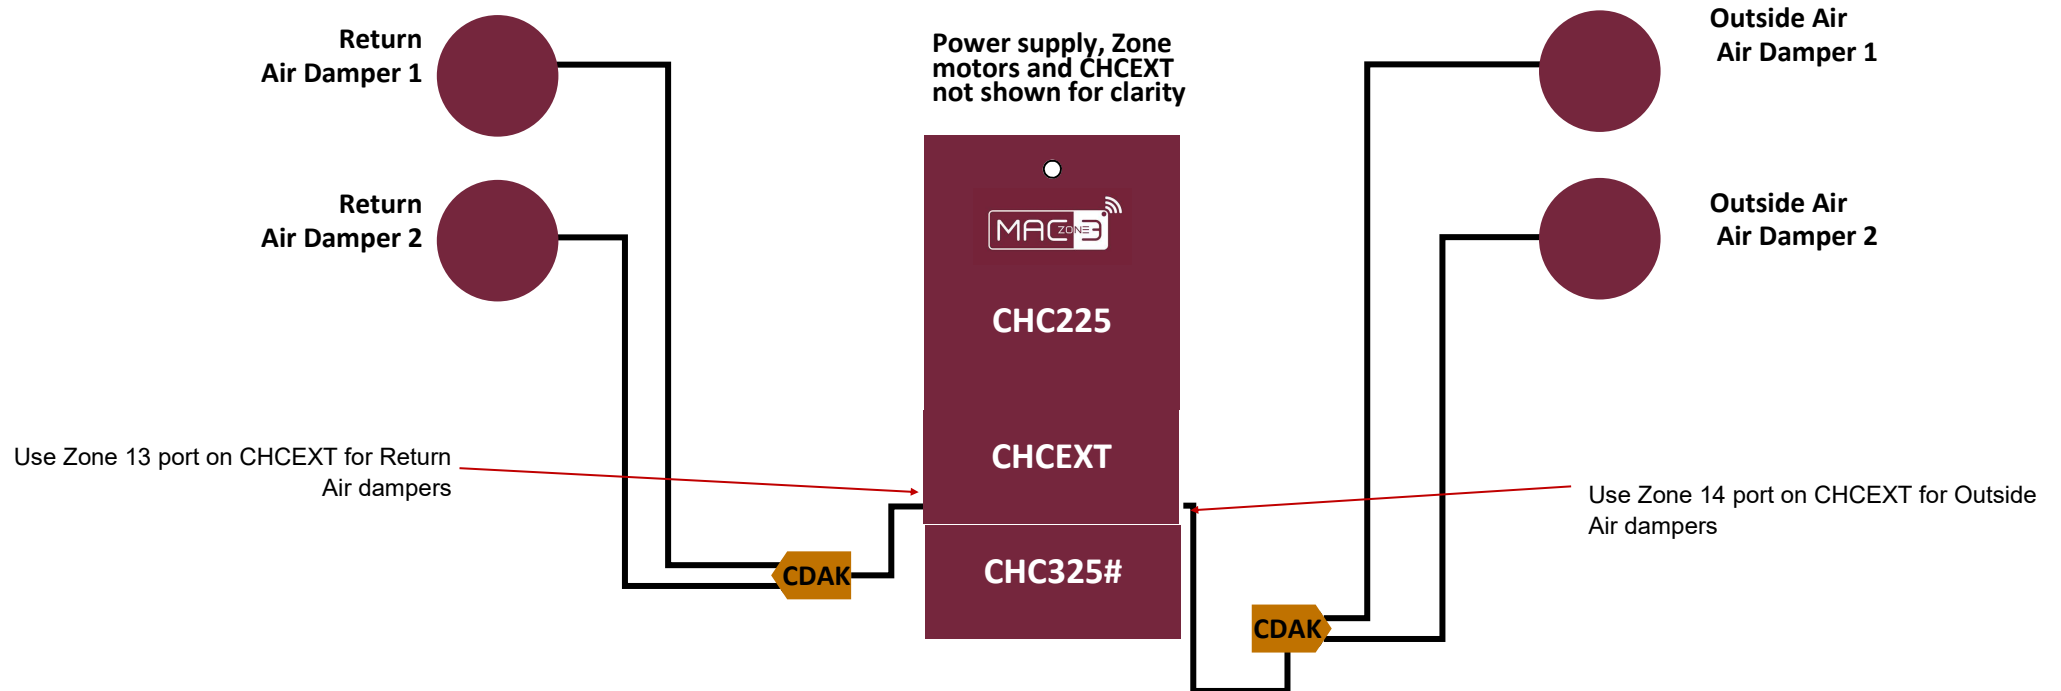 Return
Air Damper 1
Return
Air Damper 2
Power supply, Zone
motors and CHCEXT
not shown for clarity
Outside Air
Air Damper 1
Outside Air
Air Damper 2
MAC ZONE 3
CHC225
CHCEXT
CHC325#
Use Zone 13 port on CHCEXT for Return
Air dampers
Use Zone 14 port on CHCEXT for Outside
Air dampers
CDAK
CDAK